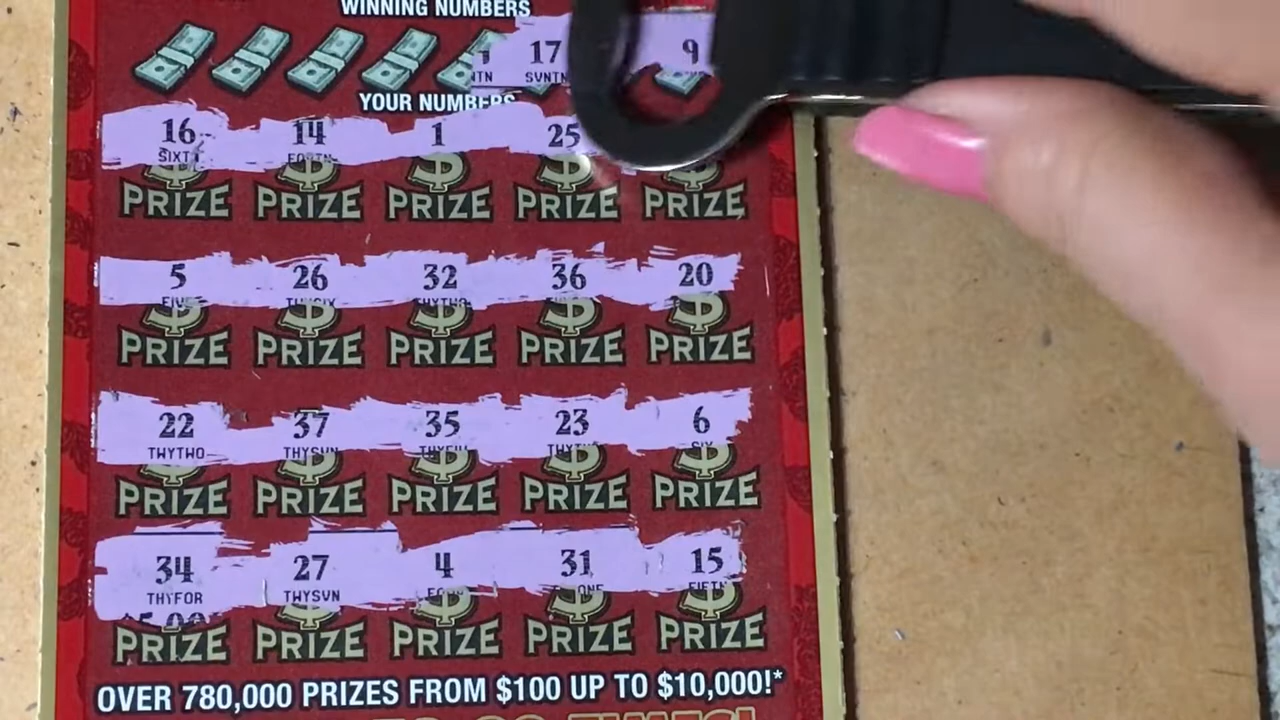 WINNING NUMBERS
17 9
SVNTN
YOUR NUMBERS
16 14 1 25
PRIZE PRIZE PRIZE PRIZE PRIZE
5 26 32 36 20
PRIZE PRIZE PRIZE PRIZE PRIZE
22 37 35 23 6
THYTWO THYSVN
PRIZE PRIZE PRIZE PRIZE PRIZE
34 27 4 31 15
THYFOR TWYSVN FIFTN
PRIZE PRIZE PRIZE PRIZE PRIZE
OVER 780,000 PRIZES FROM $100 UP TO $10,000!*